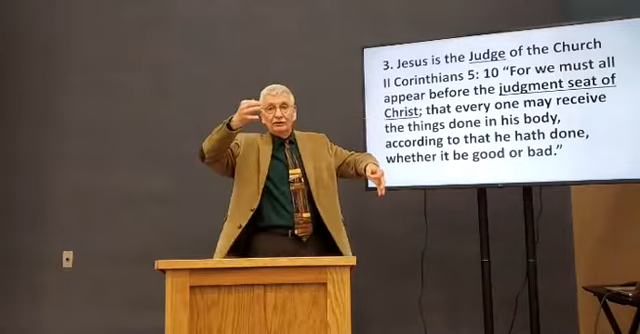 3. Jesus is the Judge of the Church
II Corinthians 5: 10 “For we must all
appear before the judgment seat of
Christ; that every one may receive
the things done in his body,
according to that he hath done,
whether it be good or bad.”